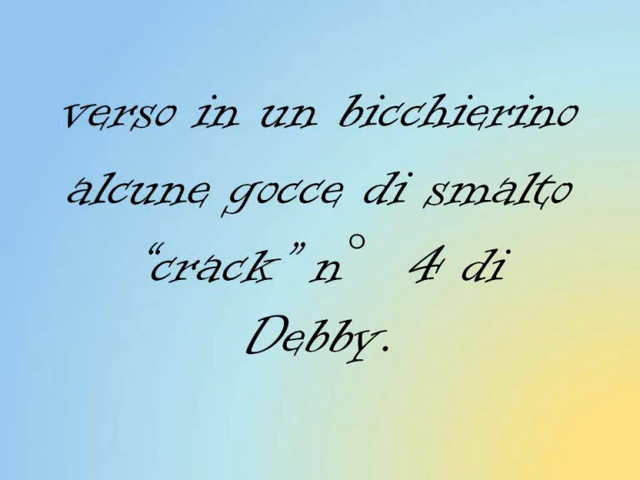 verso in un bicchierino
alcune gocce di smalto
“crack” n° 4 di
Debby.